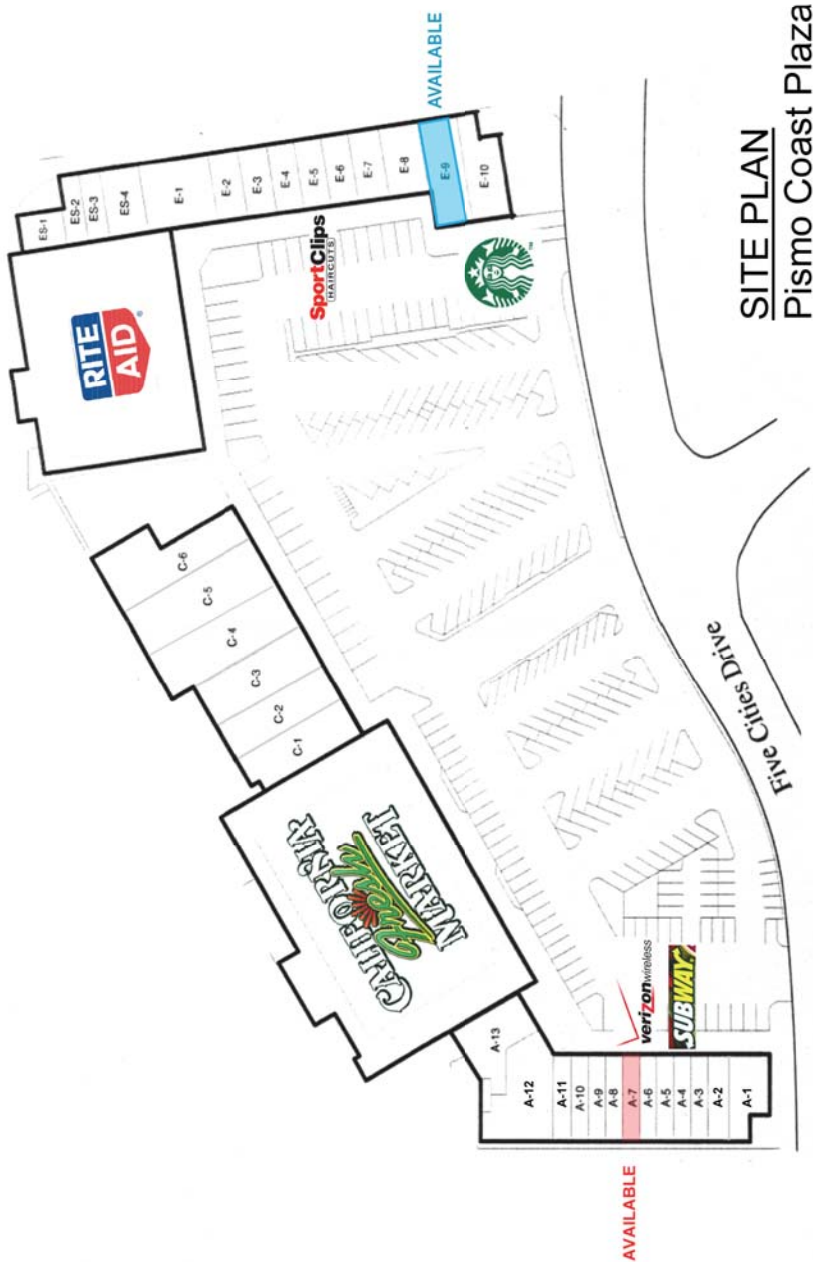 SITE PLAN
Pismo Coast Plaza
AVAILABLE
ES-1
ES-2
ES-3
ES-4
E-1
E-2
E-3
E-4
E-5
E-6
E-7
E-8
E-9
E-10
RITE
AID
®
SportClips
HAIRCUTS
TM
C-6
C-5
C-4
C-3
C-2
C-1
CALIFORNIA
Fresh
MARKET
Five Cities Drive
verizonwireless
SUBWAY
A-13
A-12
A-11
A-10
A-9
A-8
A-7
A-6
A-5
A-4
A-3
A-2
A-1
AVAILABLE